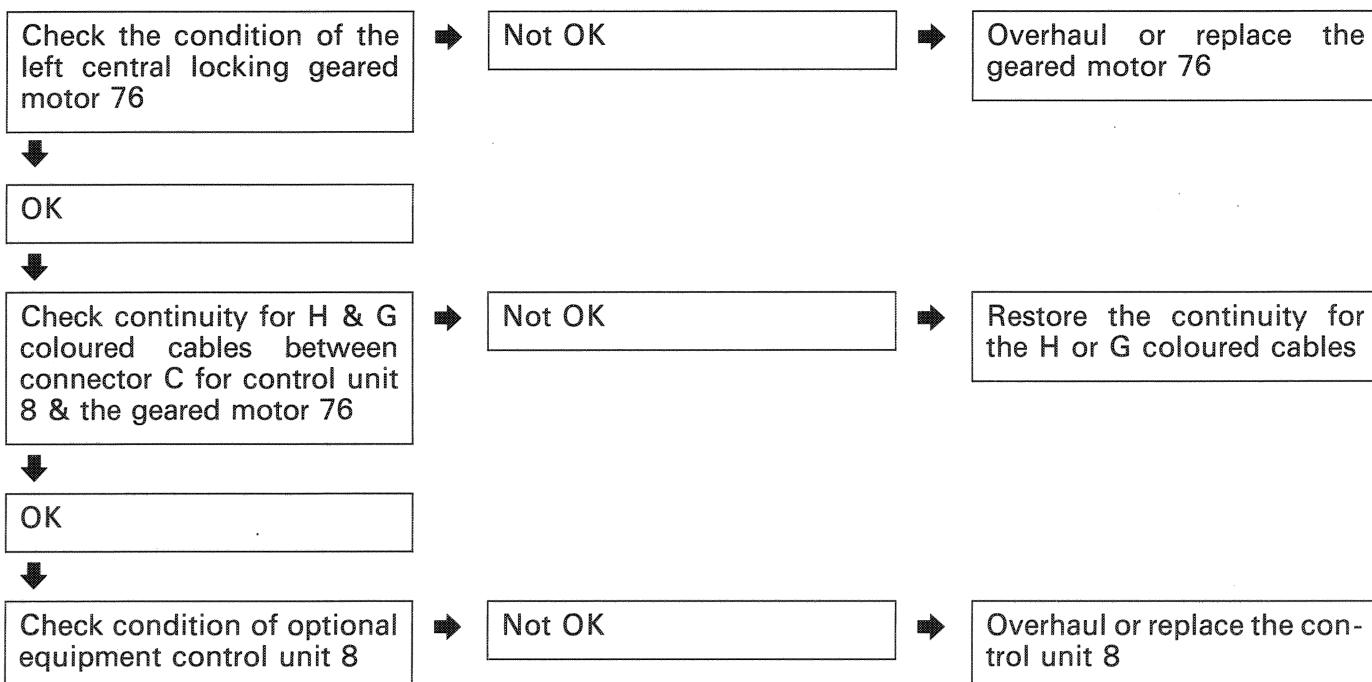 Check the condition of the
left central locking geared
motor 76
Not OK
Overhaul or replace the
geared motor 76
OK
Check continuity for H & G
coloured cables between
connector C for control unit
8 & the geared motor 76
Not OK
Restore the continuity for
the H or G coloured cables
OK
Check condition of optional
equipment control unit 8
Not OK
Overhaul or replace the con-
trol unit 8